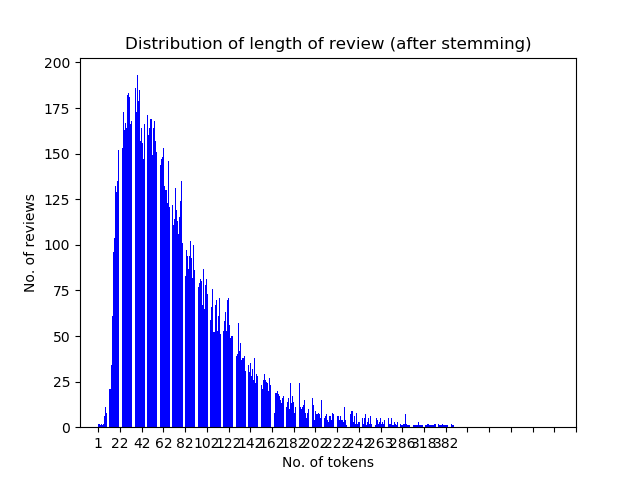 Distribution of length of review (after stemming)
200
175
150
125
100
75
50
25
0
No. of reviews
1 22 42 62 82 102 122 142 162 182 202 222 242 263 286 318 382
No. of tokens